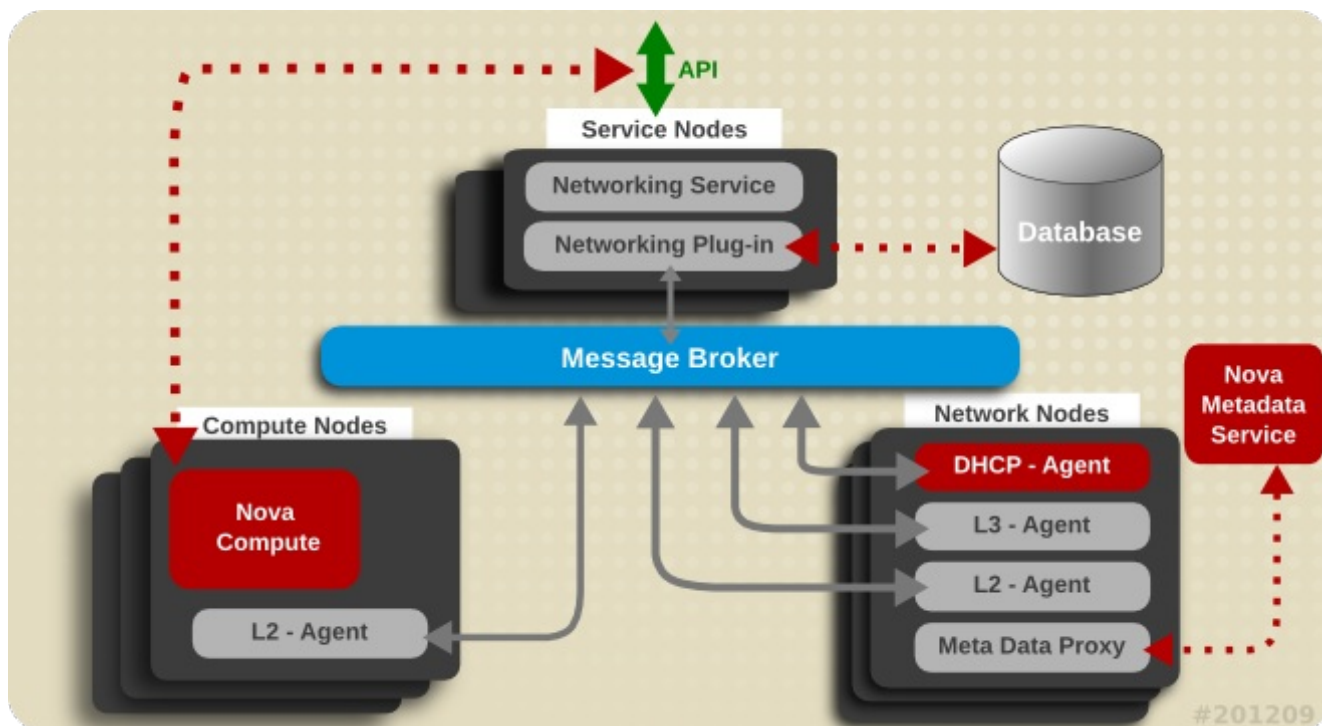 API
Service Nodes
Networking Service
Networking Plug-in
Database
Message Broker
Nova
Metadata
Service
Compute Nodes
Network Nodes
Nova
Compute
L2 - Agent
DHCP - Agent
L3 - Agent
L2 - Agent
Meta Data Proxy
#201209